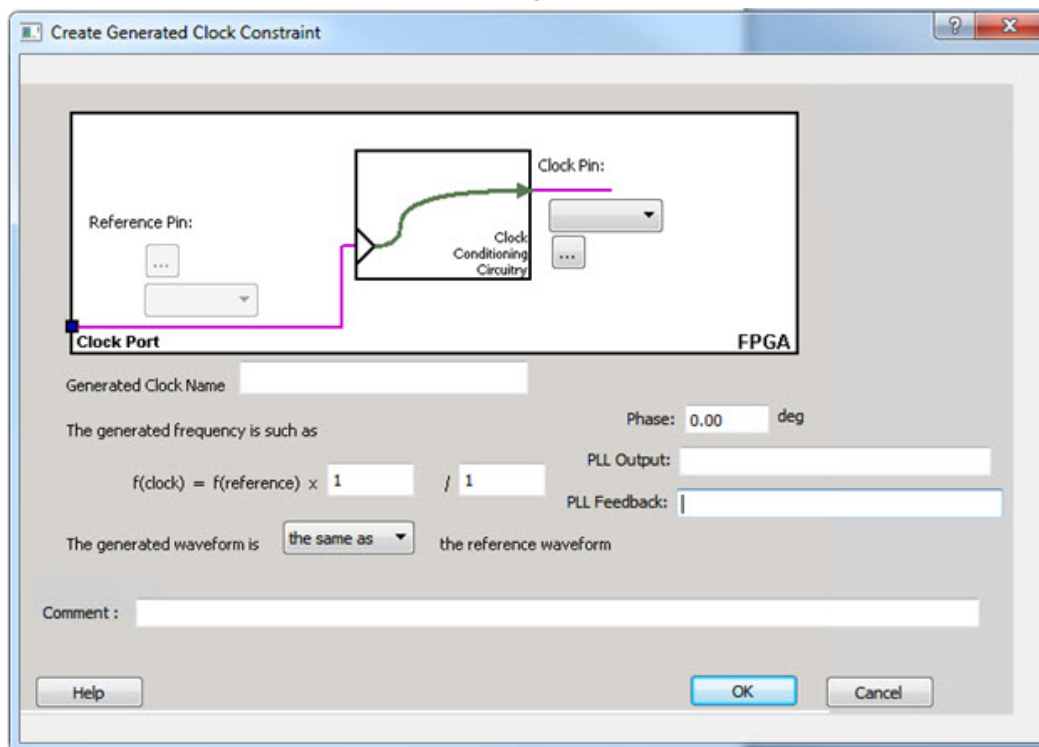 Create Generated Clock Constraint
?
X
Clock Pin:
Reference Pin:
...
Clock
Conditioning
Circuitry
...
Clock Port
FPGA
Generated Clock Name
Phase: 0.00 deg
The generated frequency is such as
PLL Output:
f(clock) = f(reference) x 1 / 1
PLL Feedback:
The generated waveform is the same as the reference waveform
Comment :
Help OK Cancel